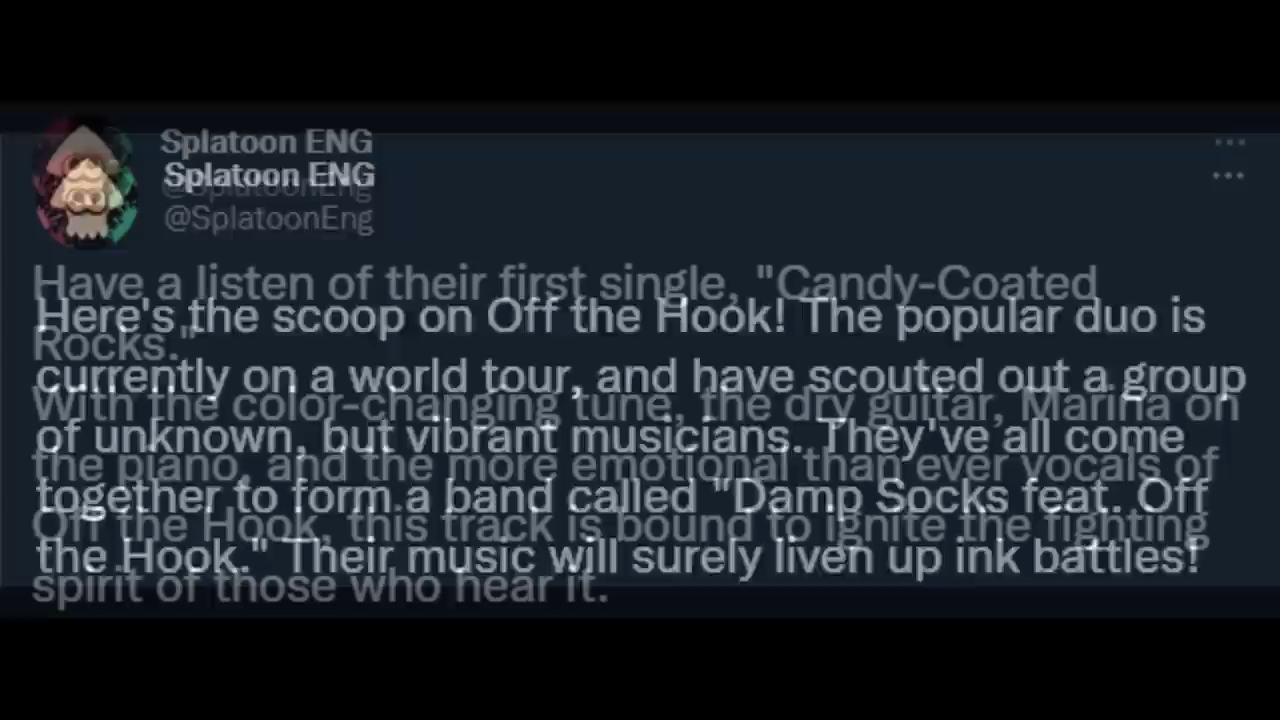 Splatoon ENG
@SplatoonEng
Here's the scoop on Off the Hook! The popular duo is
currently on a world tour, and have scouted out a group
of unknown, but vibrant musicians. They've all come
together to form a band called "Damp Socks feat. Off
the Hook." Their music will surely liven up ink battles!
Splatoon ENG
@SplatoonEng
Have a listen of their first single, "Candy-Coated
Rocks."
With the color-changing tune, the dry guitar, Marina on
the piano, and the more emotional than ever vocals of
Off the Hook, this track is bound to ignite the fighting
spirit of those who hear it.